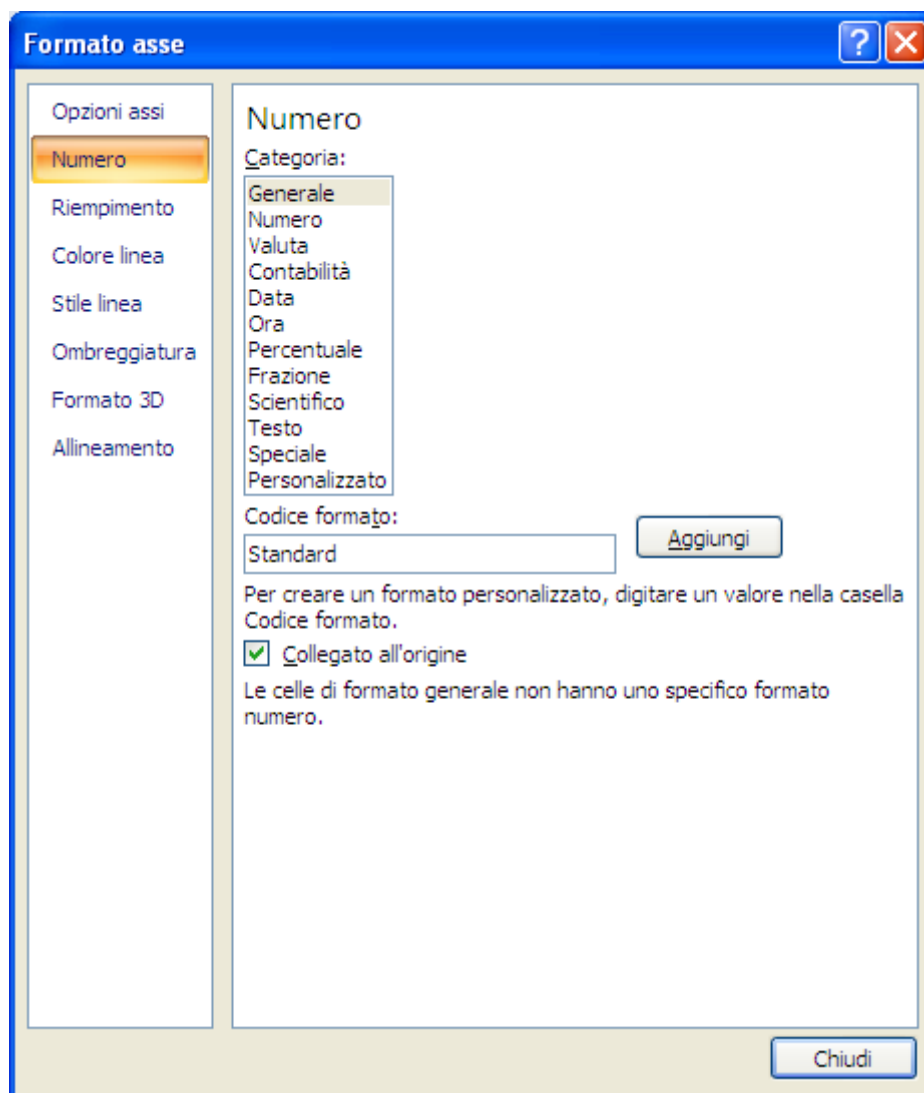 Formato asse
Opzioni assi
Numero
Riempimento
Colore linea
Stile linea
Ombreggiatura
Formato 3D
Allineamento
Numero
Categoria:
Generale
Numero
Valuta
Contabilità
Data
Ora
Percentuale
Frazione
Scientifico
Testo
Speciale
Personalizzato
Codice formato:
Standard
Aggiungi
Per creare un formato personalizzato, digitare un valore nella casella
Codice formato.
Collegato all'origine
Le celle di formato generale non hanno uno specifico formato
numero.
Chiudi